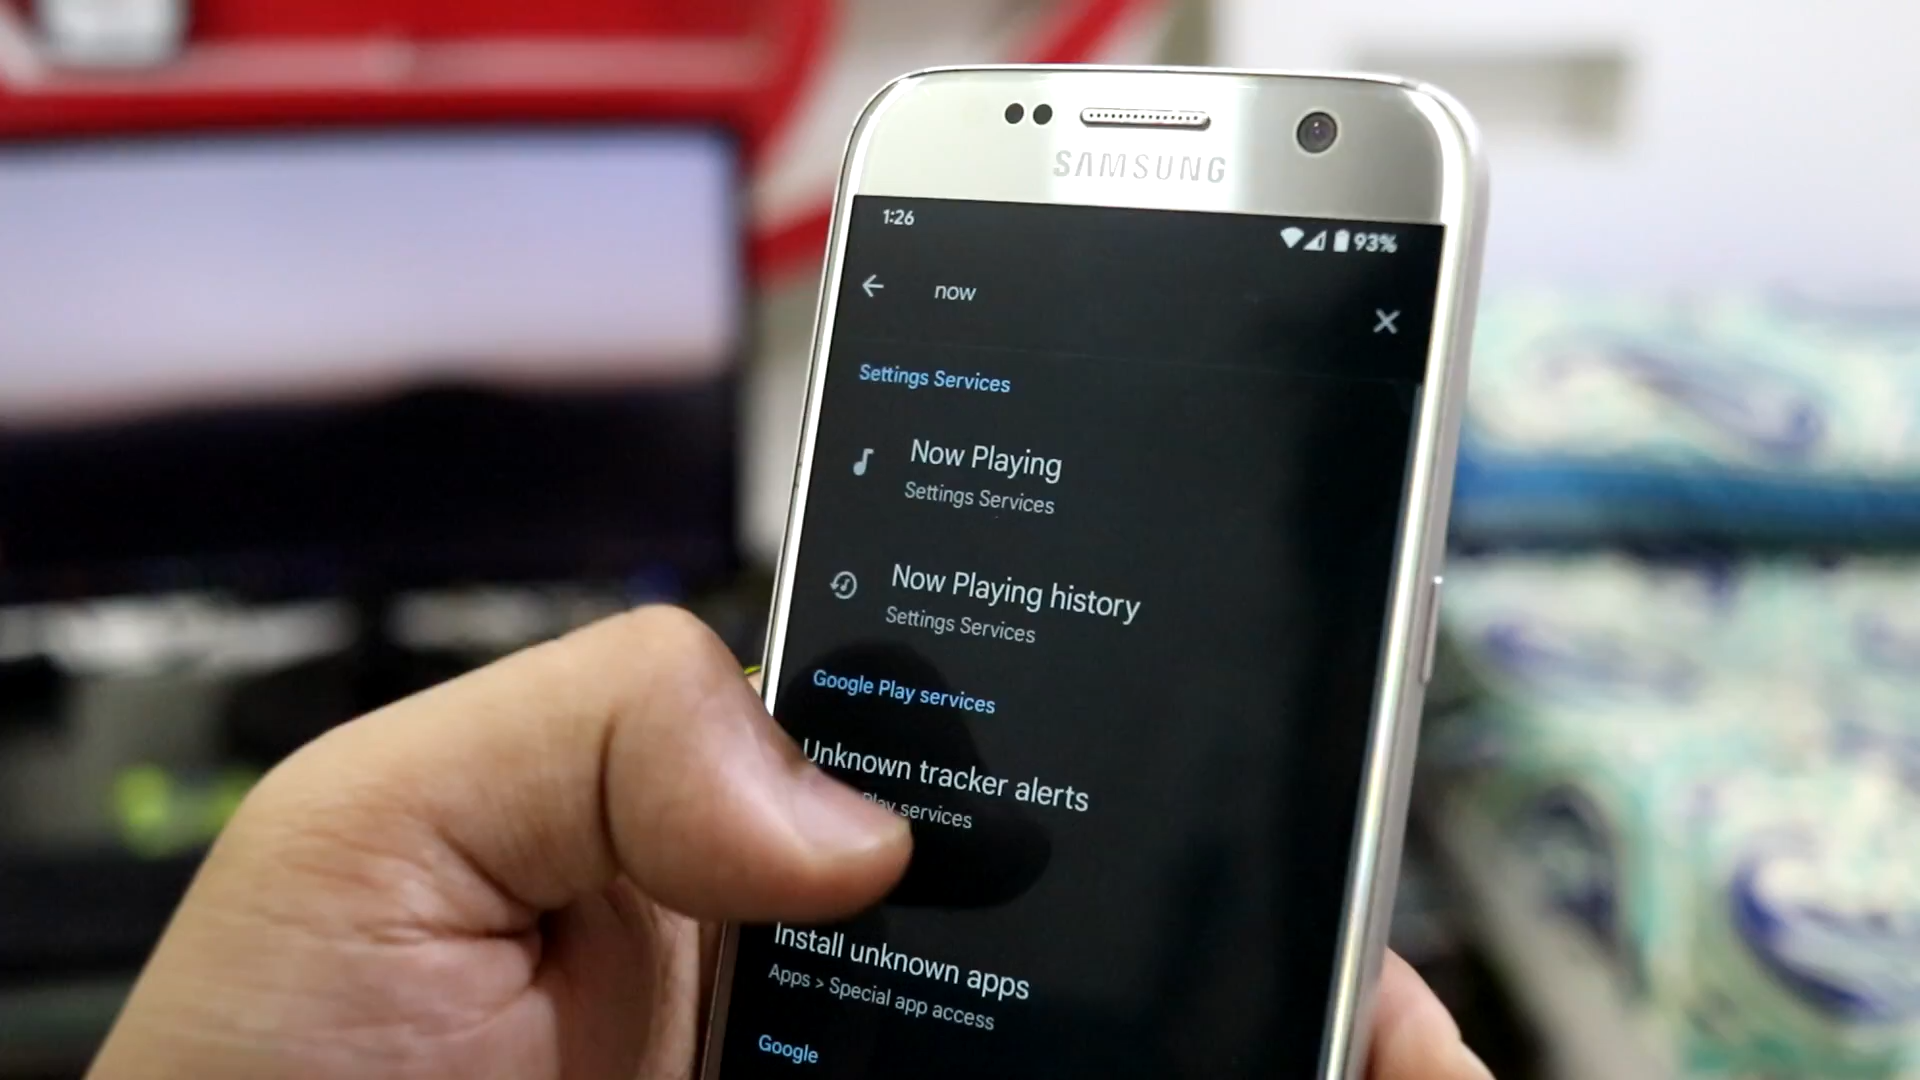 SAMSUNG
1:26
93%
now
Settings Services
Now Playing
Settings Services
Now Playing history
Settings Services
Google Play services
Unknown tracker alerts
Play services
Install unknown apps
Apps > Special app access
Google